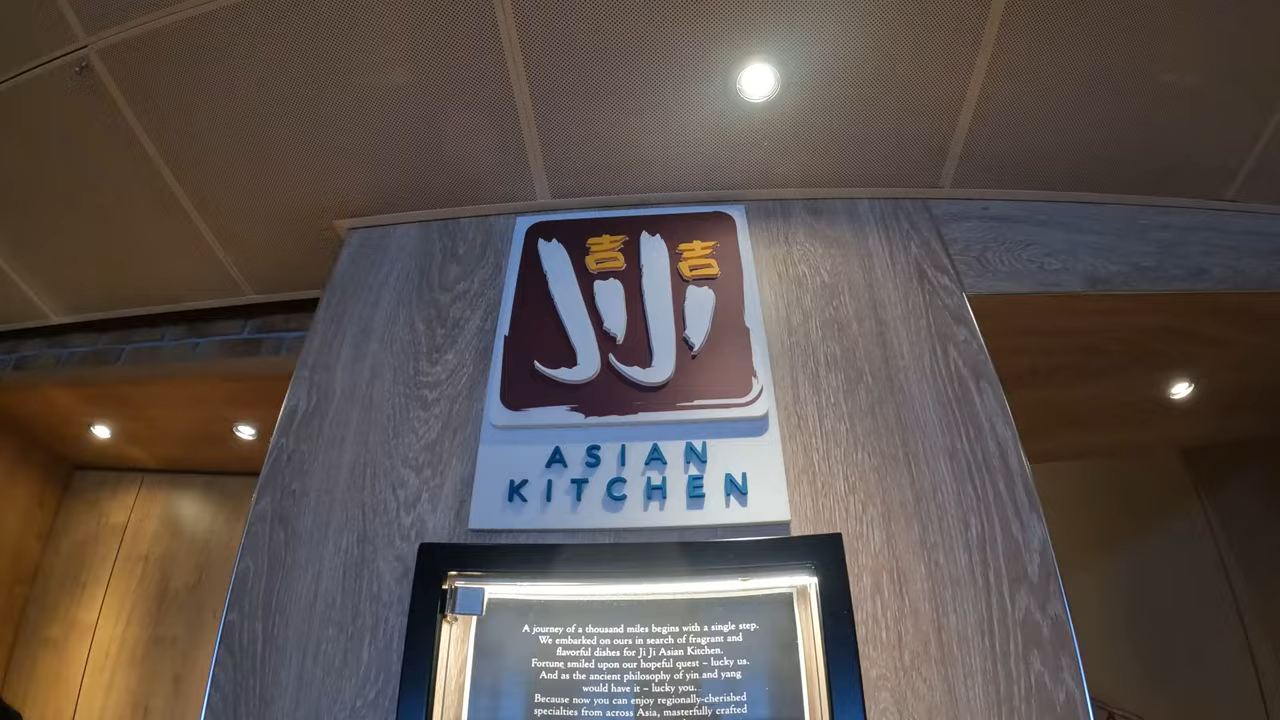 JiJi
吉 吉
ASIAN
KITCHEN
A journey of a thousand miles begins with a single step.
We embarked on ours in search of fragrant and
flavorful dishes for Ji Ji Asian Kitchen.
Fortune smiled upon our hopeful quest – lucky us.
And as the ancient philosophy of yin and yang
would have it – lucky you.
Because now you can enjoy regionally-cherished
specialties from across Asia, masterfully crafted